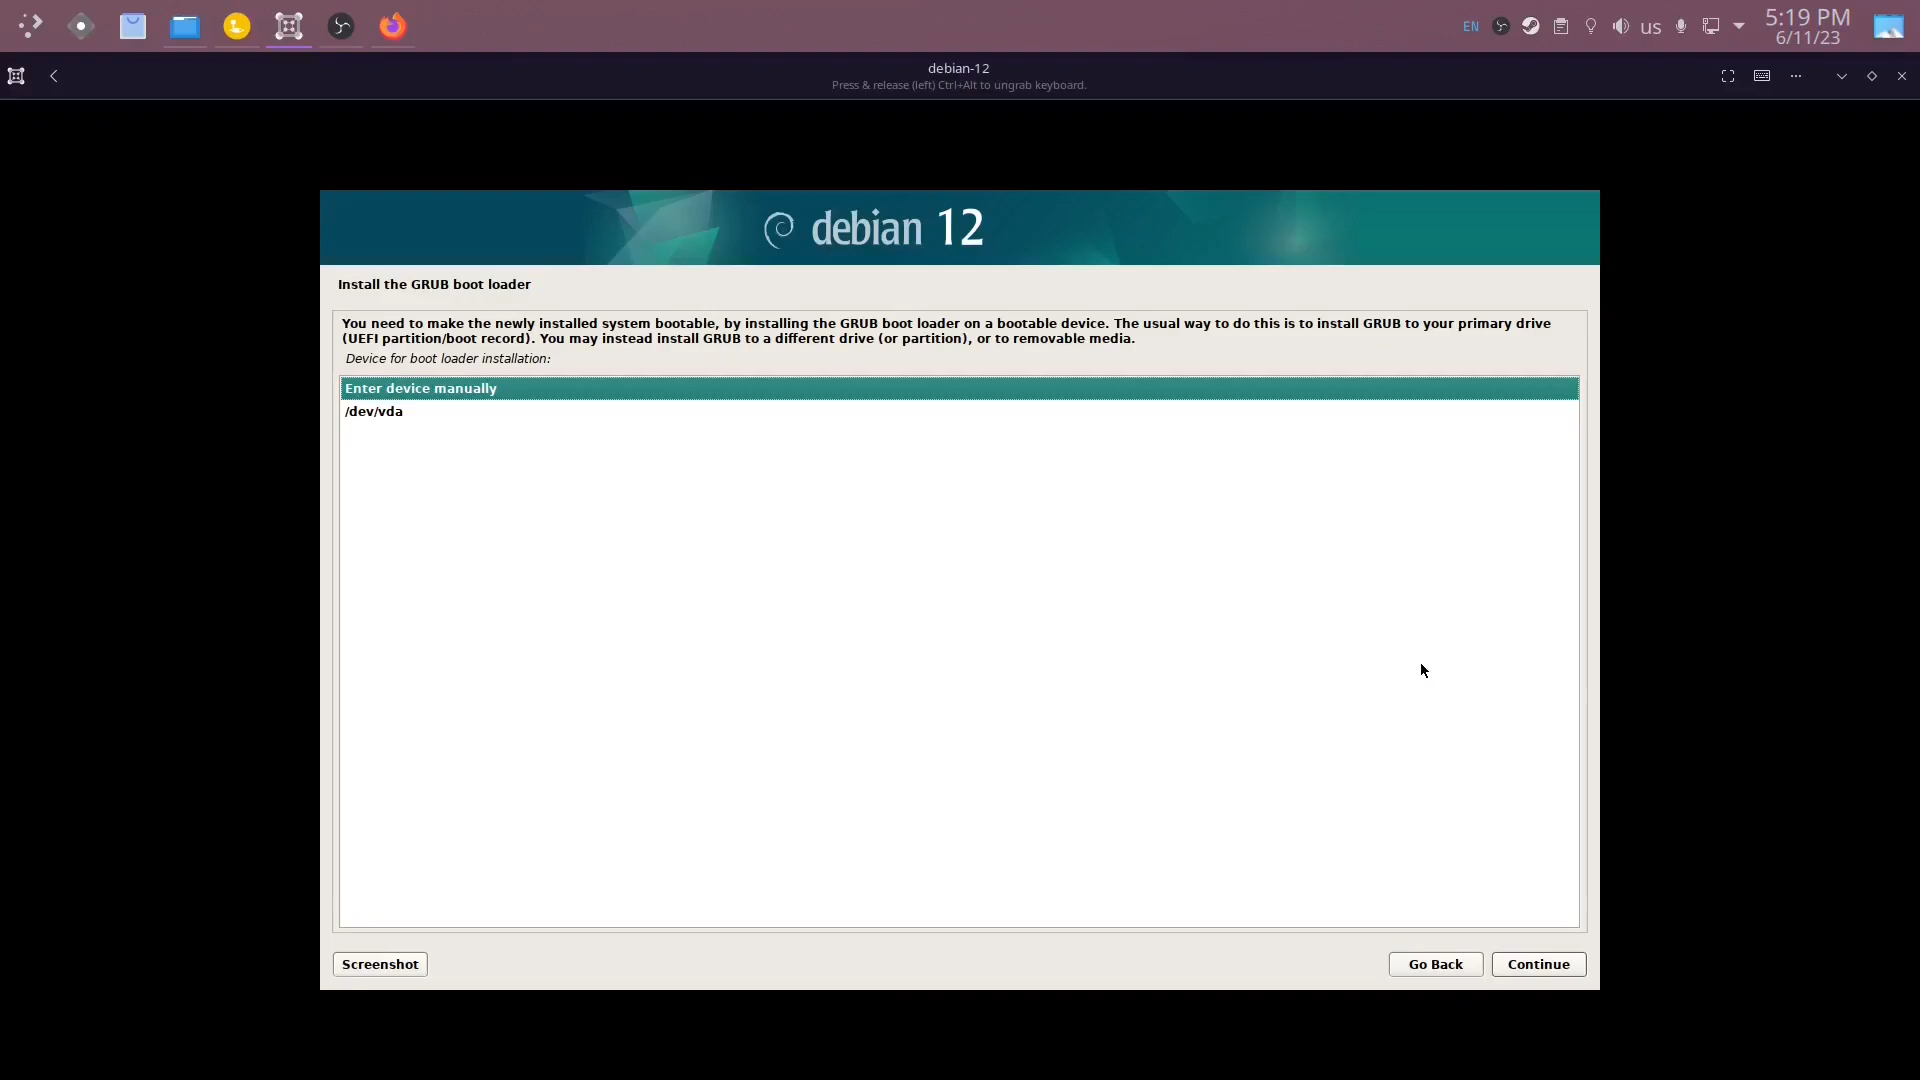 EN
us
5:19 PM
6/11/23
debian-12
Press & release (left) Ctrl+Alt to ungrab keyboard.
debian 12
Install the GRUB boot loader
You need to make the newly installed system bootable, by installing the GRUB boot loader on a bootable device. The usual way to do this is to install GRUB to your primary drive
(UEFI partition/boot record). You may instead install GRUB to a different drive (or partition), or to removable media.
Device for boot loader installation:
Enter device manually
/dev/vda
Screenshot
Go Back
Continue